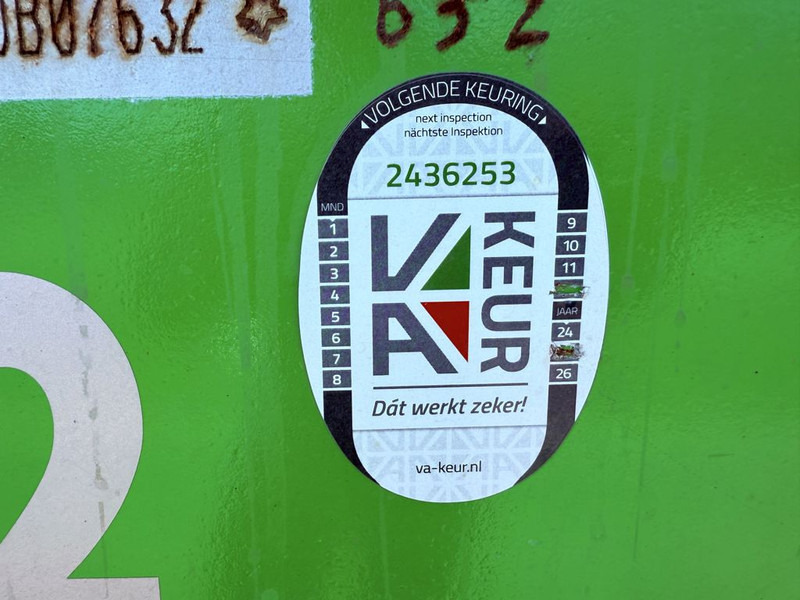 0B07632
632
VOLGENDE KEURING
next inspection
nächtste Inspektion
2436253
MND
1
2
3
4
5
6
7
8
9
10
11
JAAR
24
26
VA
KEUR
Dát werkt zeker!
va-keur.nl
2